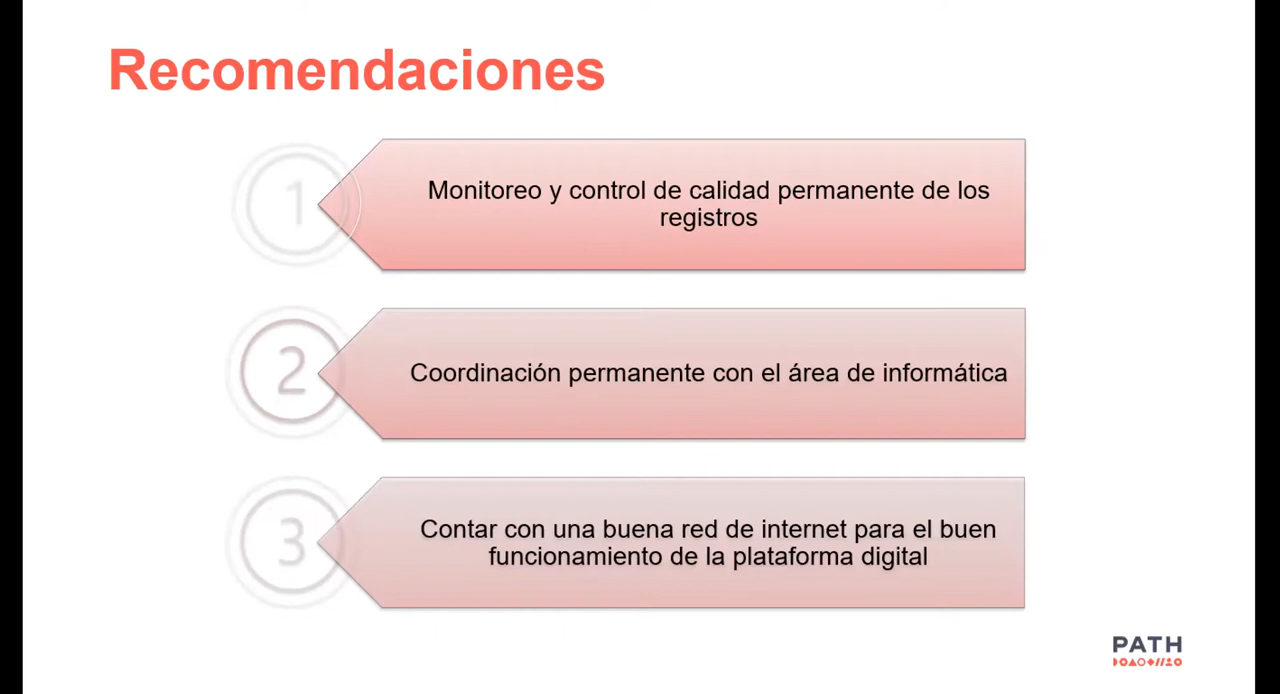 Recomendaciones
1
Monitoreo y control de calidad permanente de los
registros
2
Coordinación permanente con el área de informática
3
Contar con una buena red de internet para el buen
funcionamiento de la plataforma digital
PATH